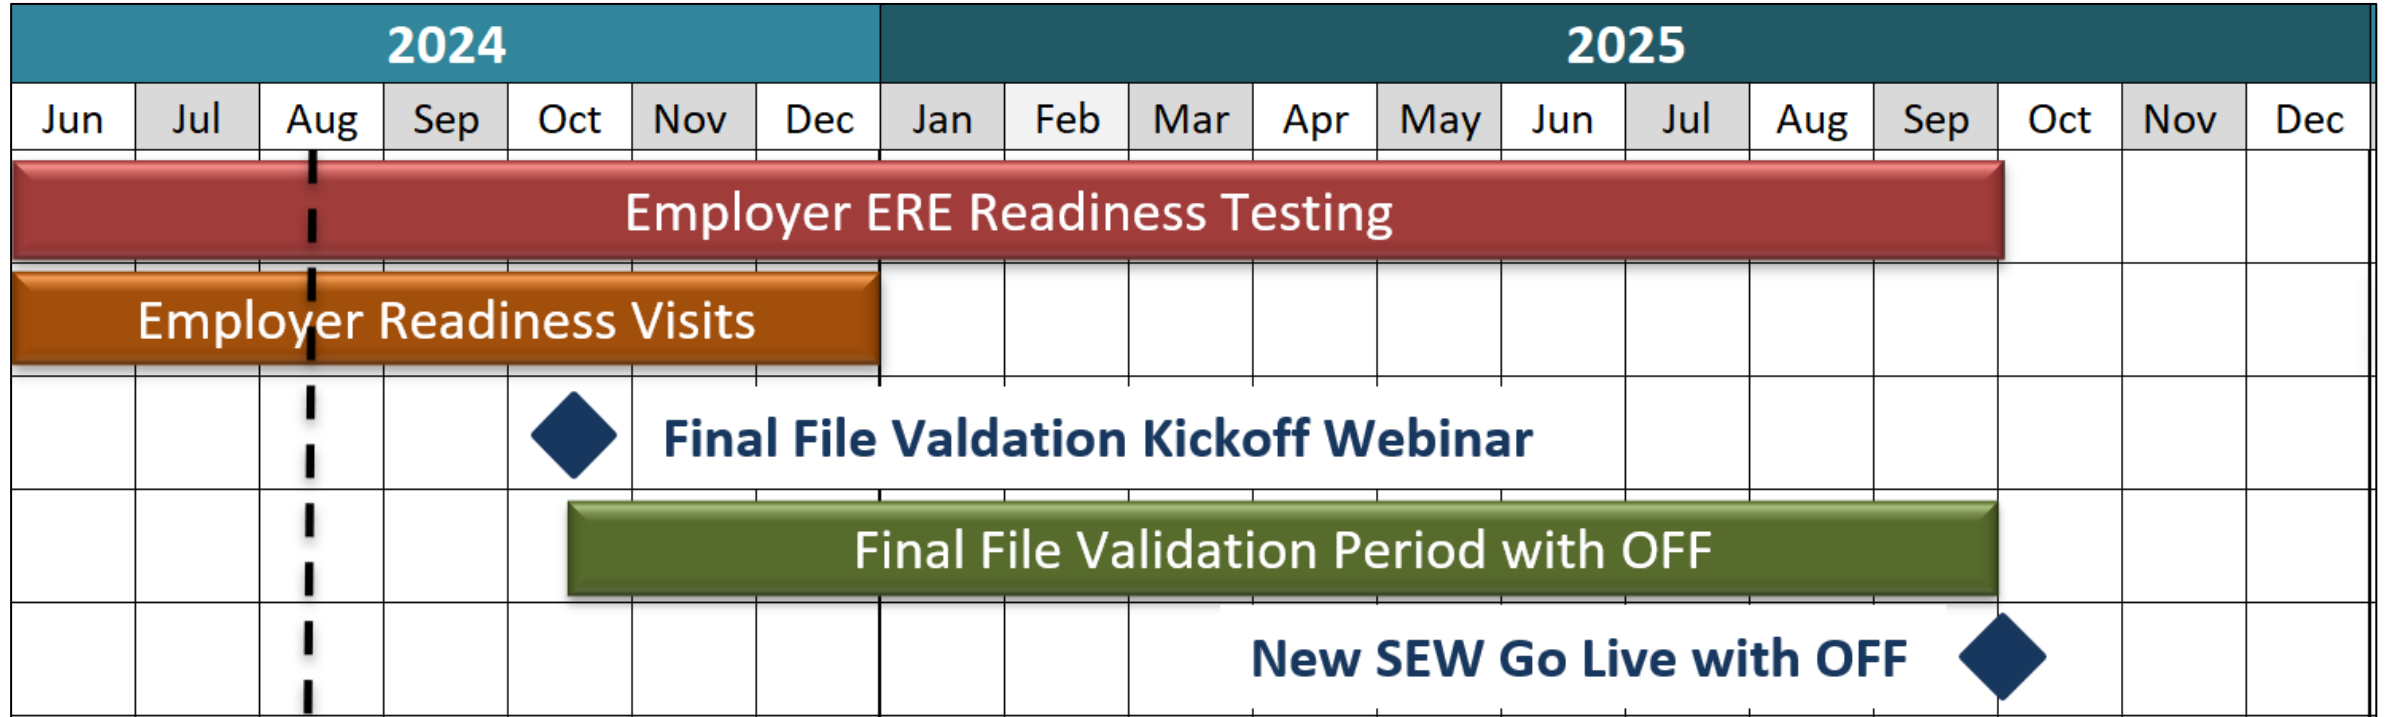 2024 2025
Jun Jul Aug Sep Oct Nov Dec Jan Feb Mar Apr May Jun Jul Aug Sep Oct Nov Dec
Employer ERE Readiness Testing
Employer Readiness Visits
Final File Valdation Kickoff Webinar
Final File Validation Period with OFF
New SEW Go Live with OFF